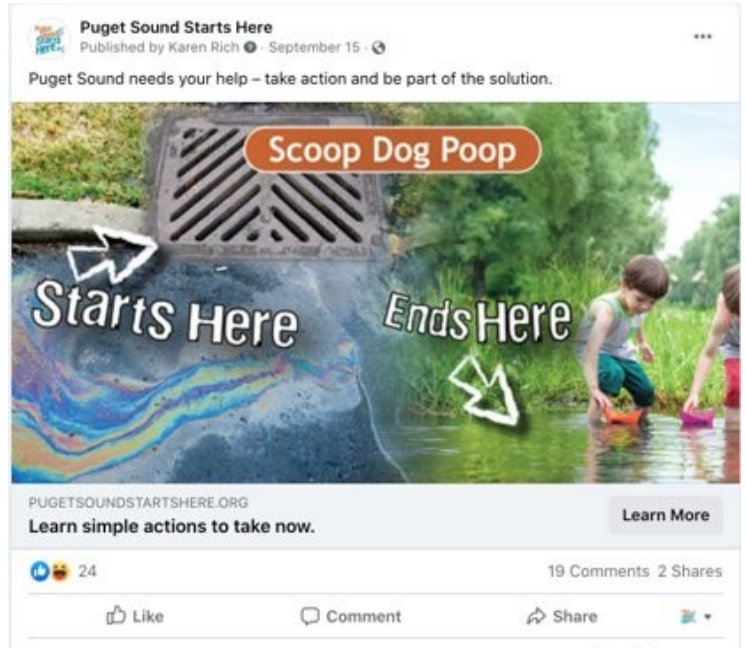 Puget Sound Starts Here
Published by Karen Rich · September 15 ·
Puget Sound needs your help – take action and be part of the solution.
Scoop Dog Poop
Starts Here
Ends Here
PUGETSOUNDSTARTSHERE.ORG
Learn simple actions to take now.
Learn More
24
19 Comments 2 Shares
Like
Comment
Share